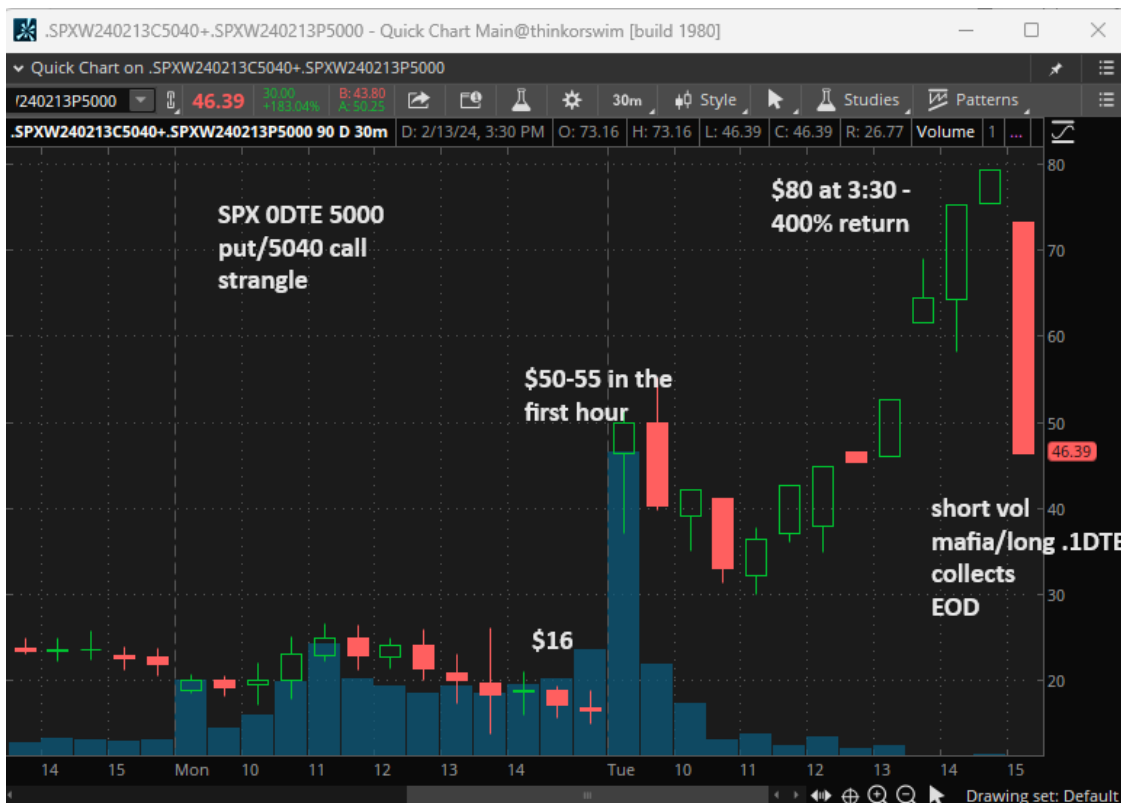 .SPXW240213C5040+.SPXW240213P5000 - Quick Chart Main@thinkorswim [build 1980]
Quick Chart on .SPXW240213C5040+.SPXW240213P5000
/240213P5000 46.39 30.00 +183.04% B: 43.80 A: 50.25 30m Style Studies Patterns
.SPXW240213C5040+.SPXW240213P5000 90 D 30m D: 2/13/24, 3:30 PM O: 73.16 H: 73.16 L: 46.39 C: 46.39 R: 26.77 Volume 1 ...
80
$80 at 3:30 -
400% return
SPX 0DTE 5000
put/5040 call
strangle
70
60
$50-55 in the
first hour
50
46.39
40
short vol
mafia/long .1DTE
collects
EOD
30
$16
20
14 15 Mon 10 11 12 13 14 Tue 10 11 12 13 14 15
Drawing set: Default